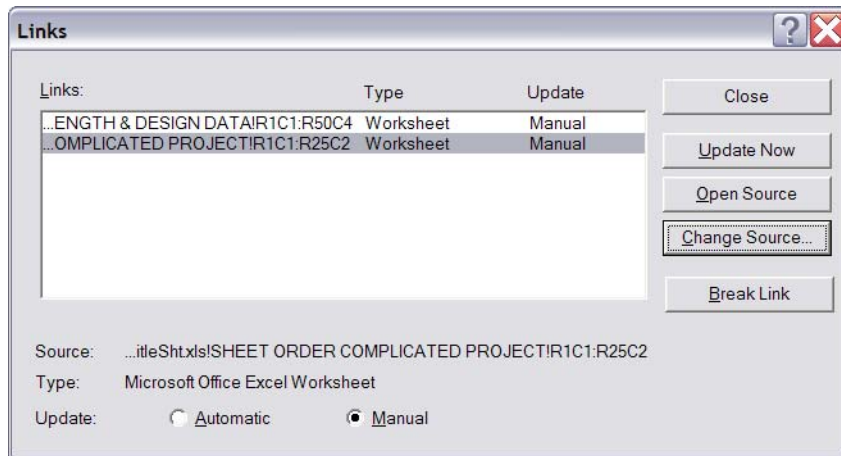 Links
Links: Type Update
...ENGTH & DESIGN DATA!R1C1:R50C4 Worksheet Manual
...OMPLICATED PROJECT!R1C1:R25C2 Worksheet Manual
Close
Update Now
Open Source
Change Source...
Break Link
Source: ...itleSht.xls!SHEET ORDER COMPLICATED PROJECT!R1C1:R25C2
Type: Microsoft Office Excel Worksheet
Update: Automatic Manual